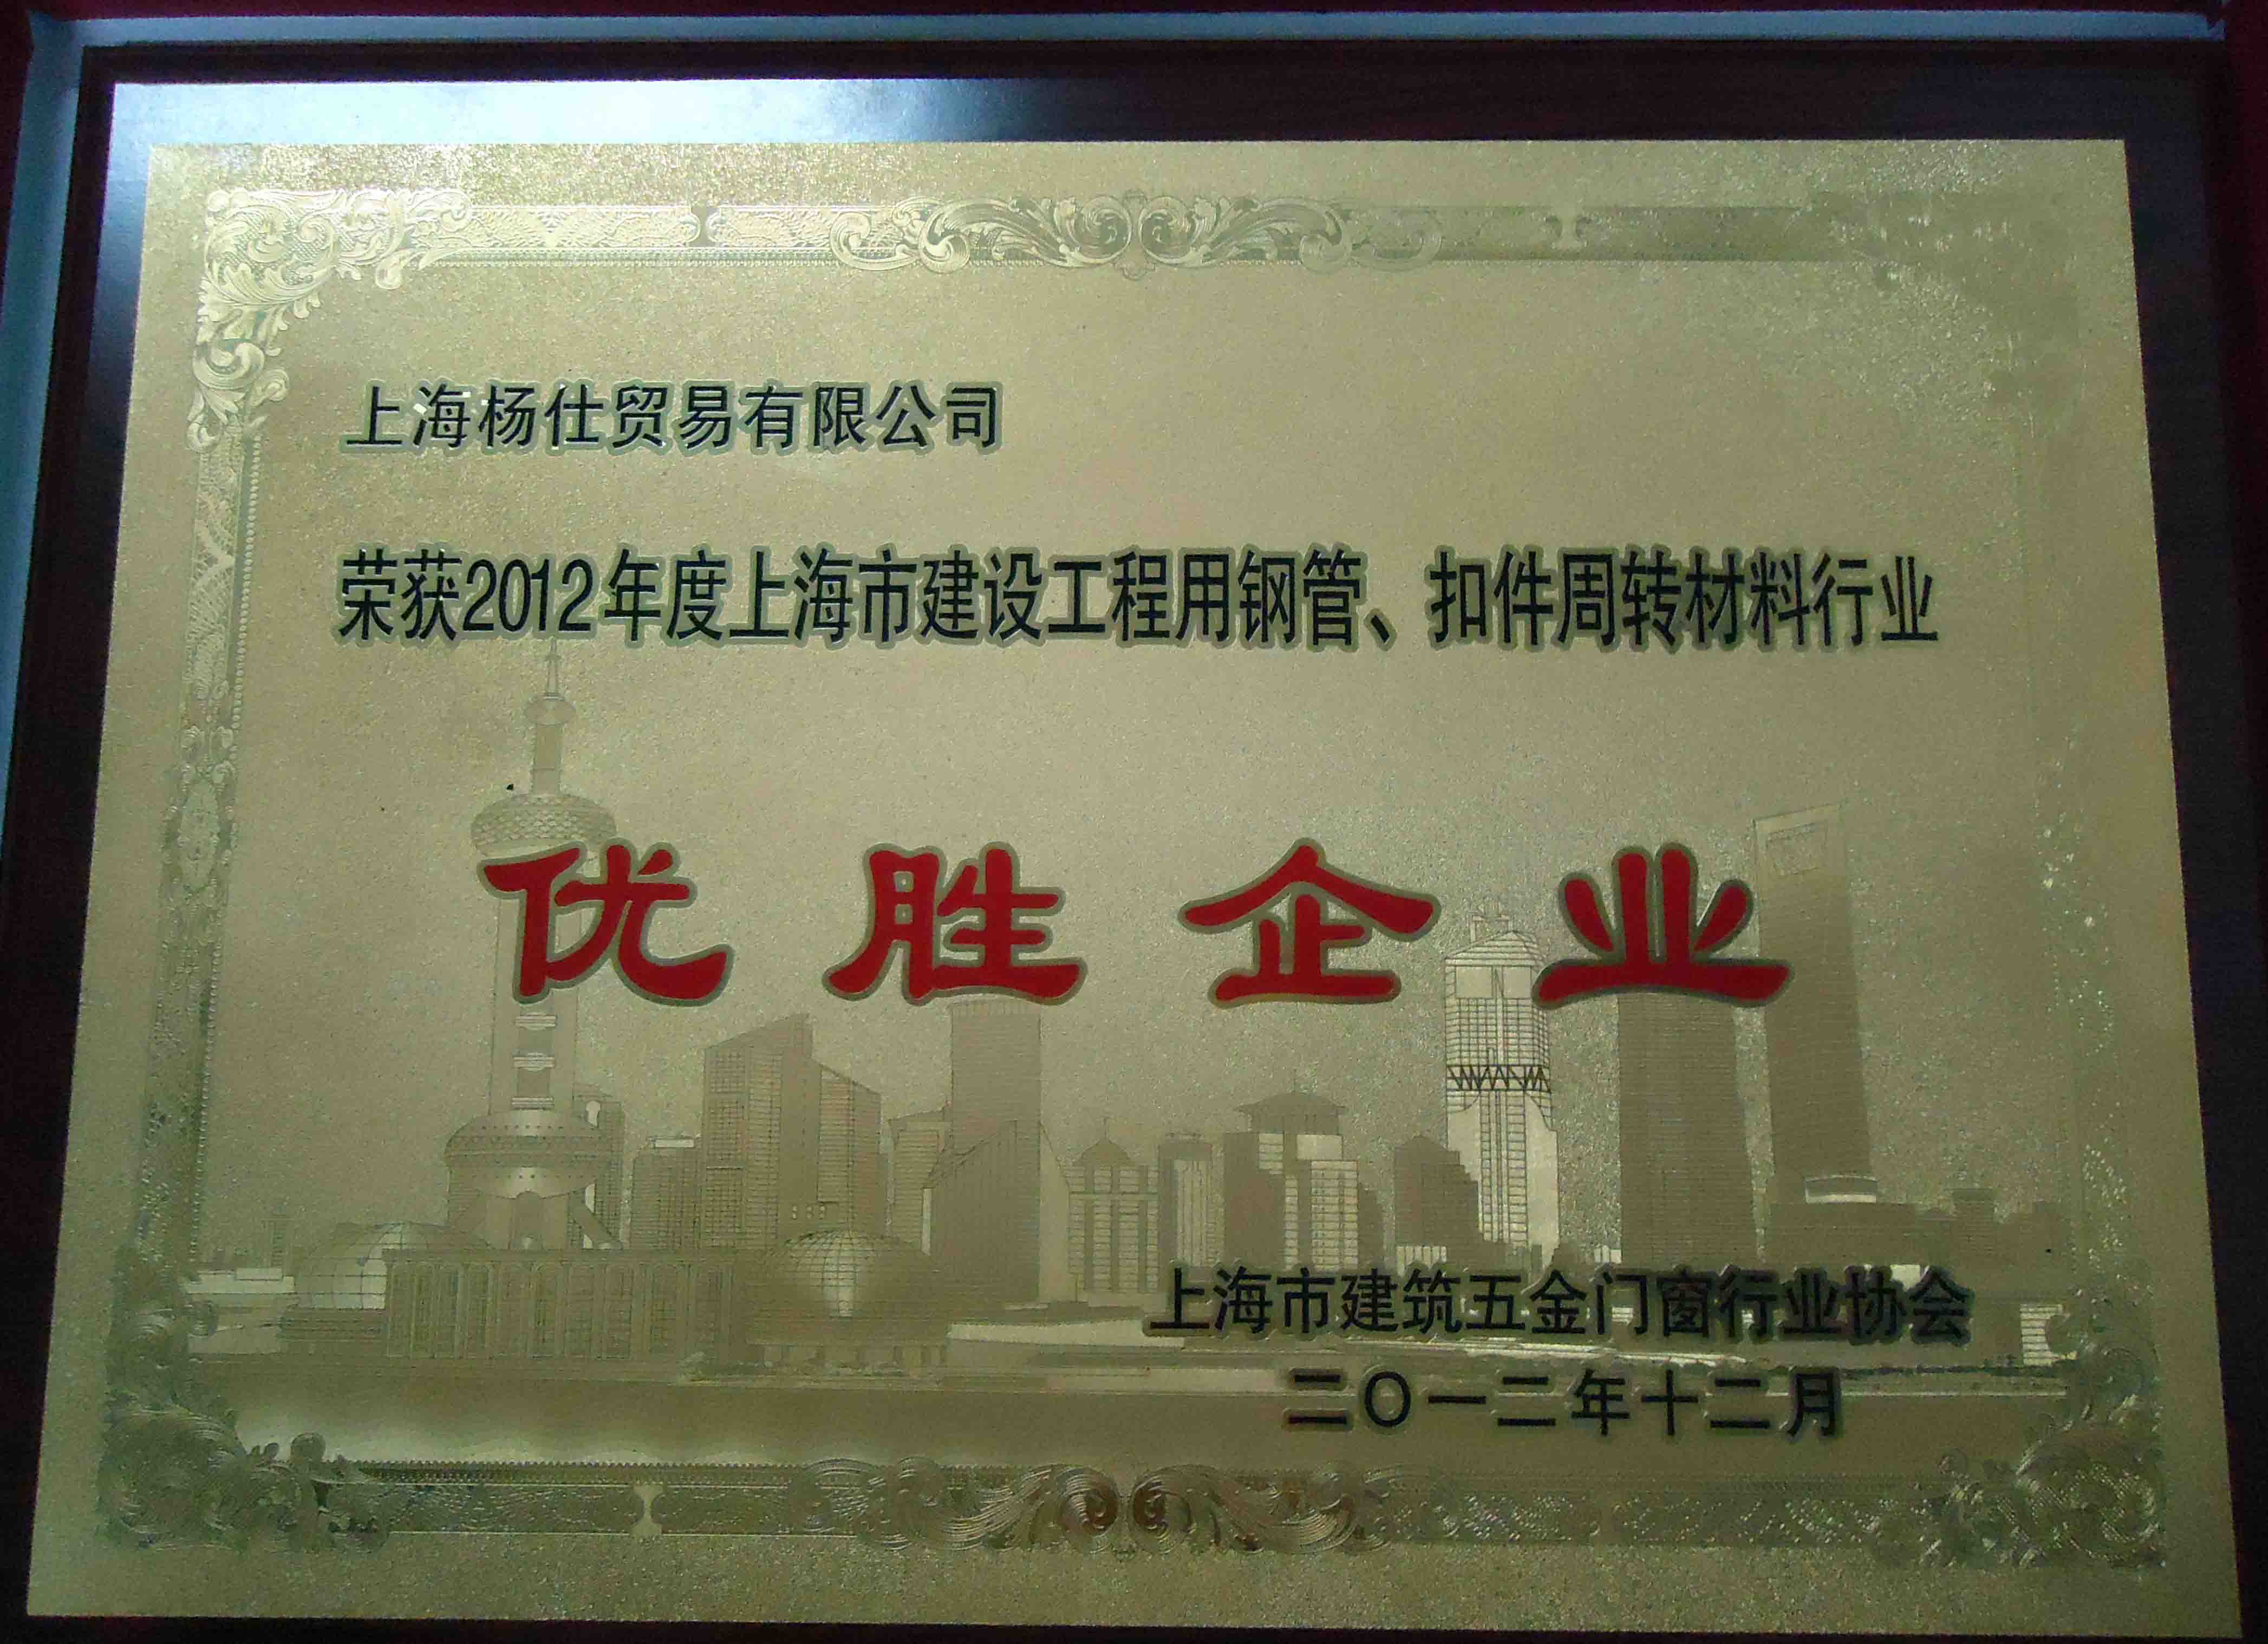 上海杨仕贸易有限公司
荣获2012年度上海市建设工程用钢管、扣件周转材料行业
优胜企业
上海市建筑五金门窗行业协会
二〇一二年十二月